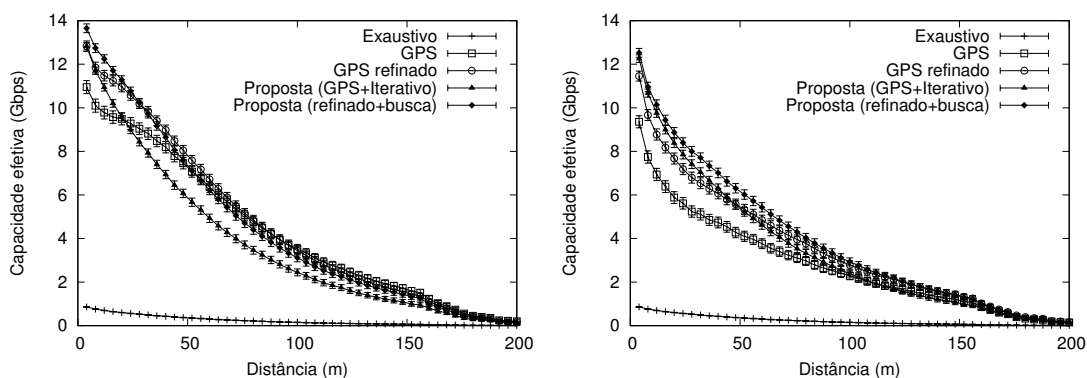 14
12
10
8
6
4
2
0
Capacidade efetiva (Gbps)
Exaustivo
GPS
GPS refinado
Proposta (GPS+Iterativo)
Proposta (refinado+busca)
0 50 100 150 200
Distância (m)
14
12
10
8
6
4
2
0
Capacidade efetiva (Gbps)
Exaustivo
GPS
GPS refinado
Proposta (GPS+Iterativo)
Proposta (refinado+busca)
0 50 100 150 200
Distância (m)